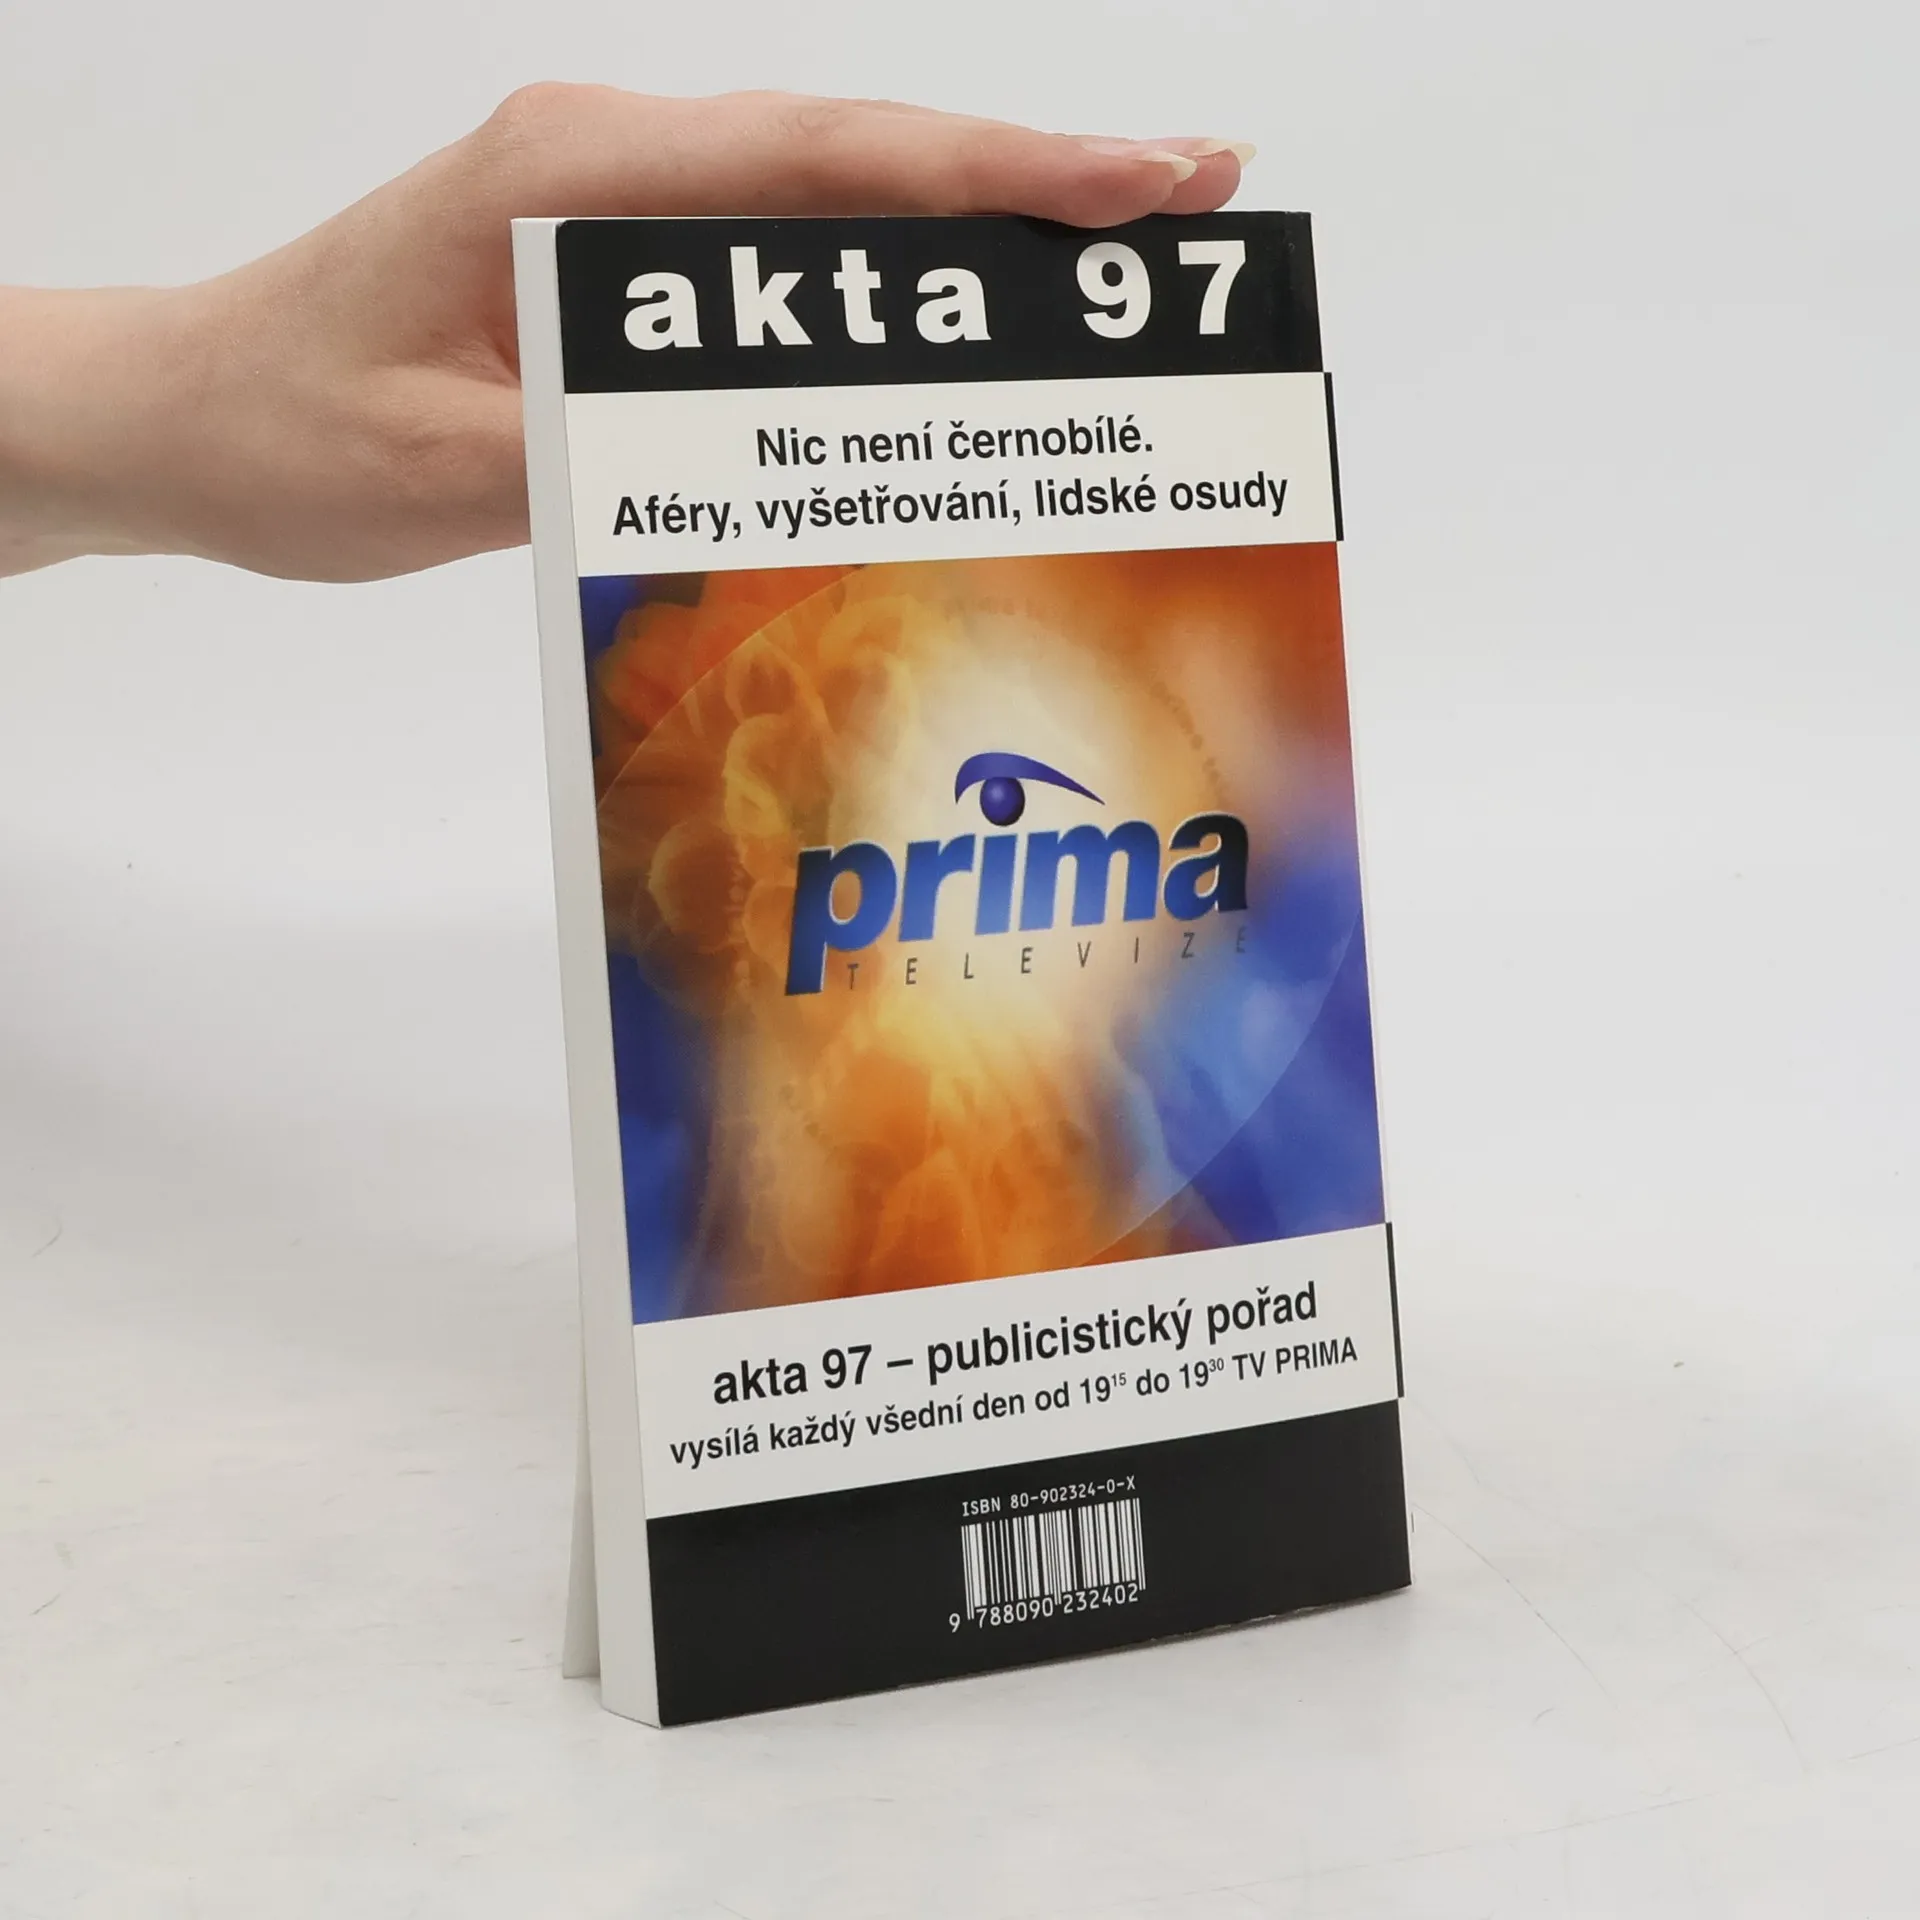 akta 97
Nic není černobílé.
Aféry, vyšetřování, lidské osudy
prima
TELEVIZE
akta 97 – publicistický pořad
vysílá každý všední den od 19¹⁵ do 19³⁰ TV PRIMA
ISBN 80-902324-0-X
9 788090 232402